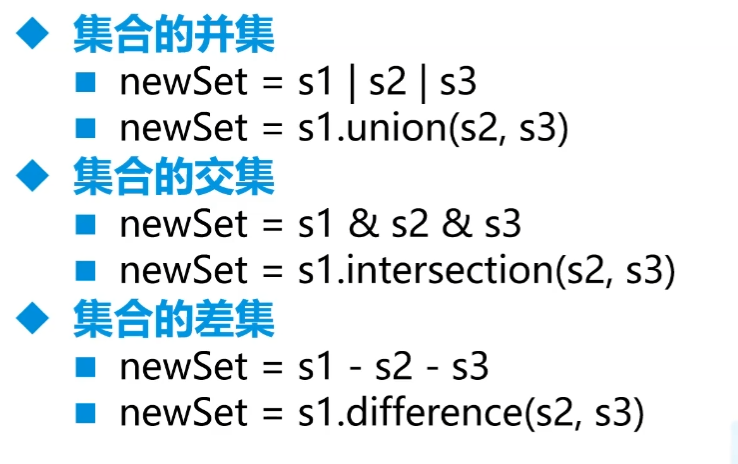 集合的并集
newSet = s1 | s2 | s3
newSet = s1.union(s2, s3)
集合的交集
newSet = s1 & s2 & s3
newSet = s1.intersection(s2, s3)
集合的差集
newSet = s1 - s2 - s3
newSet = s1.difference(s2, s3)